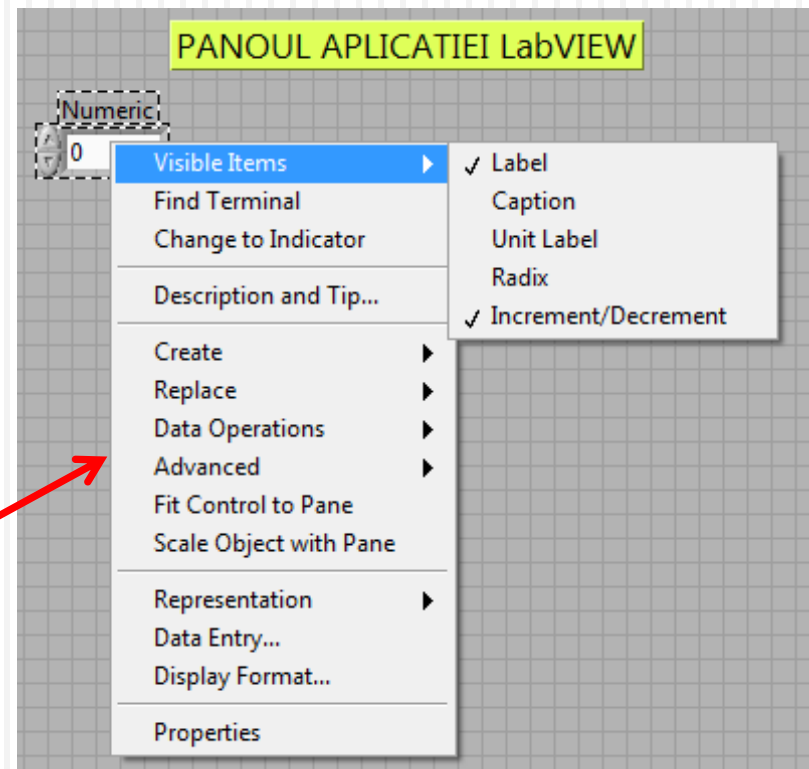 PANOUL APLICATIEI LabVIEW
Numeric
0
Visible Items
Find Terminal
Change to Indicator
Description and Tip...
Create
Replace
Data Operations
Advanced
Fit Control to Pane
Scale Object with Pane
Representation
Data Entry...
Display Format...
Properties
Label
Caption
Unit Label
Radix
Increment/Decrement